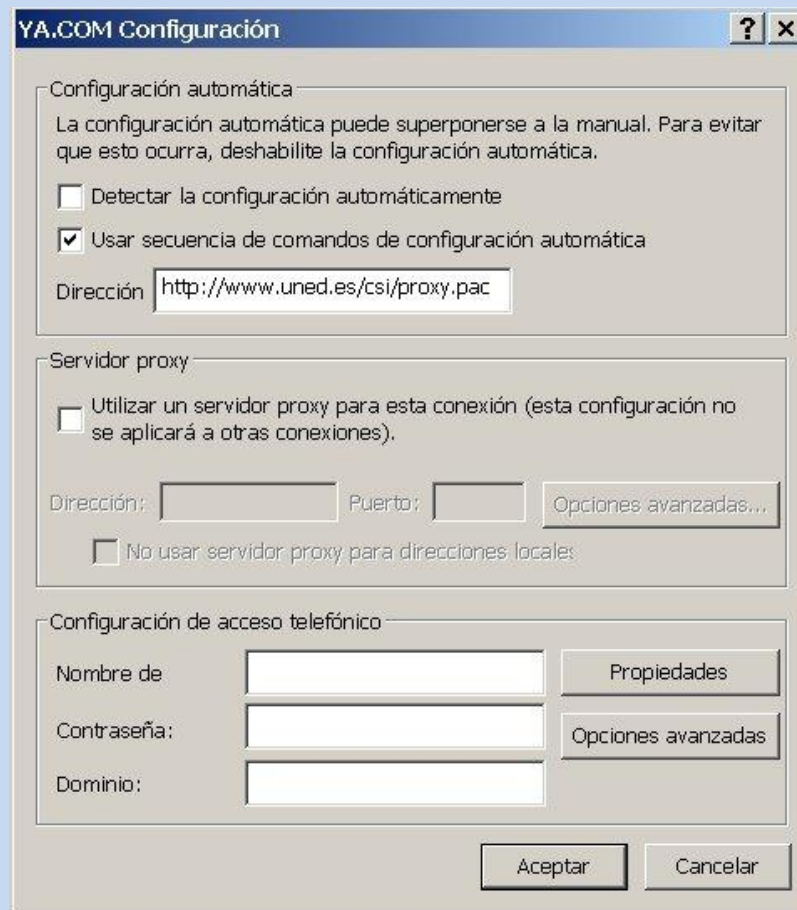 YA.COM Configuración
Configuración automática
La configuración automática puede superponerse a la manual. Para evitar
que esto ocurra, deshabilite la configuración automática.
Detectar la configuración automáticamente
Usar secuencia de comandos de configuración automática
Dirección http://www.uned.es/csi/proxy.pac
Servidor proxy
Utilizar un servidor proxy para esta conexión (esta configuración no
se aplicará a otras conexiones).
Dirección: Puerto: Opciones avanzadas...
No usar servidor proxy para direcciones locales
Configuración de acceso telefónico
Nombre de Propiedades
Contraseña: Opciones avanzadas
Dominio:
Aceptar Cancelar